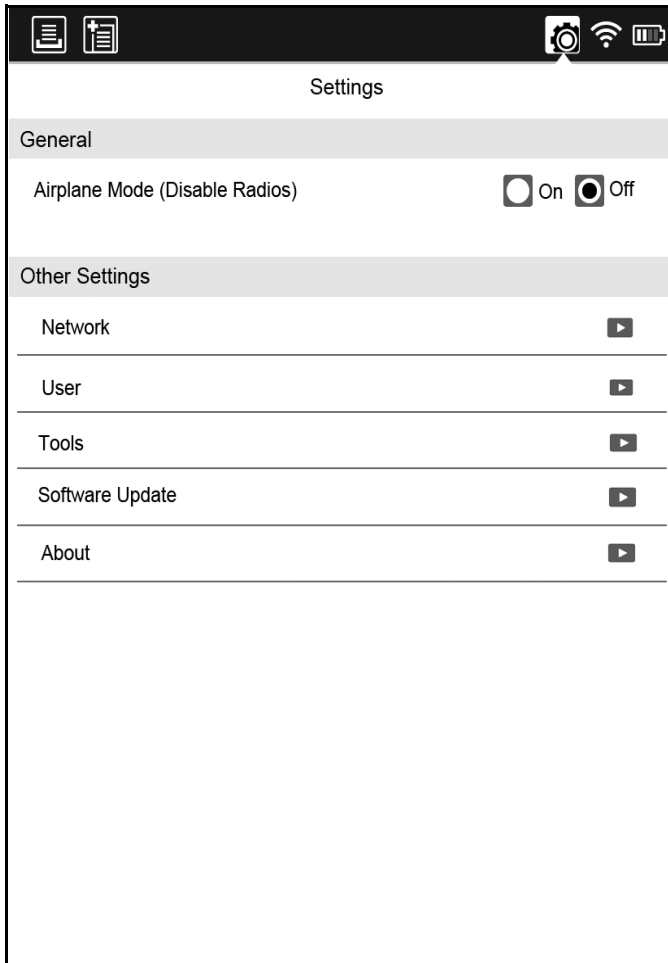 Settings
General
Airplane Mode (Disable Radios) On Off
Other Settings
Network
User
Tools
Software Update
About